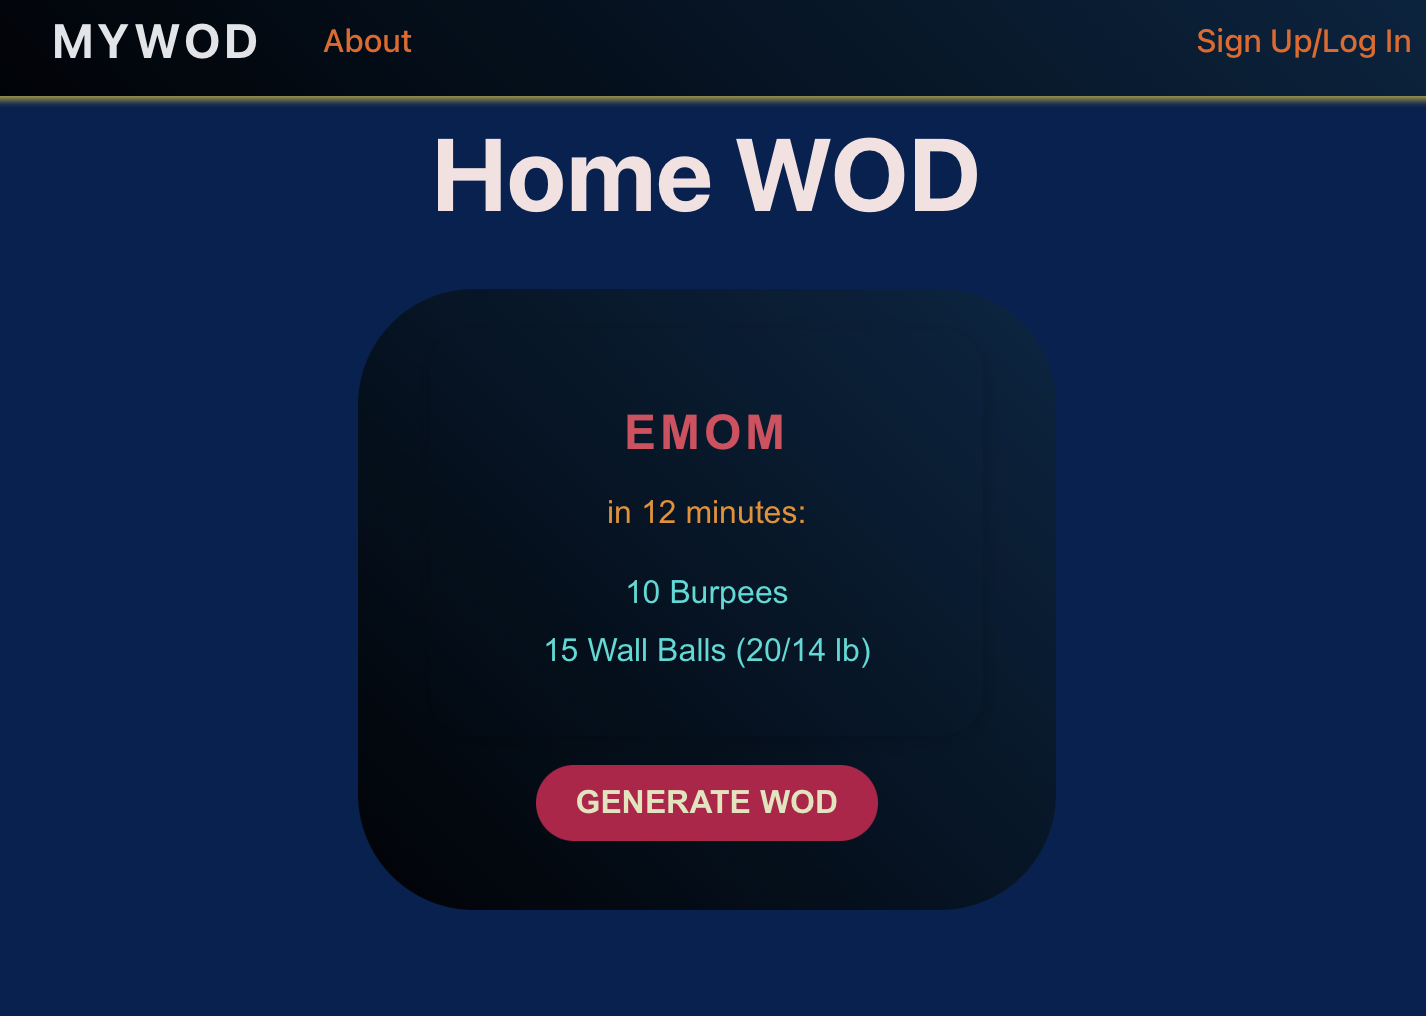 MYWOD About Sign Up/Log In
Home WOD
EMOM
in 12 minutes:
10 Burpees
15 Wall Balls (20/14 lb)
GENERATE WOD